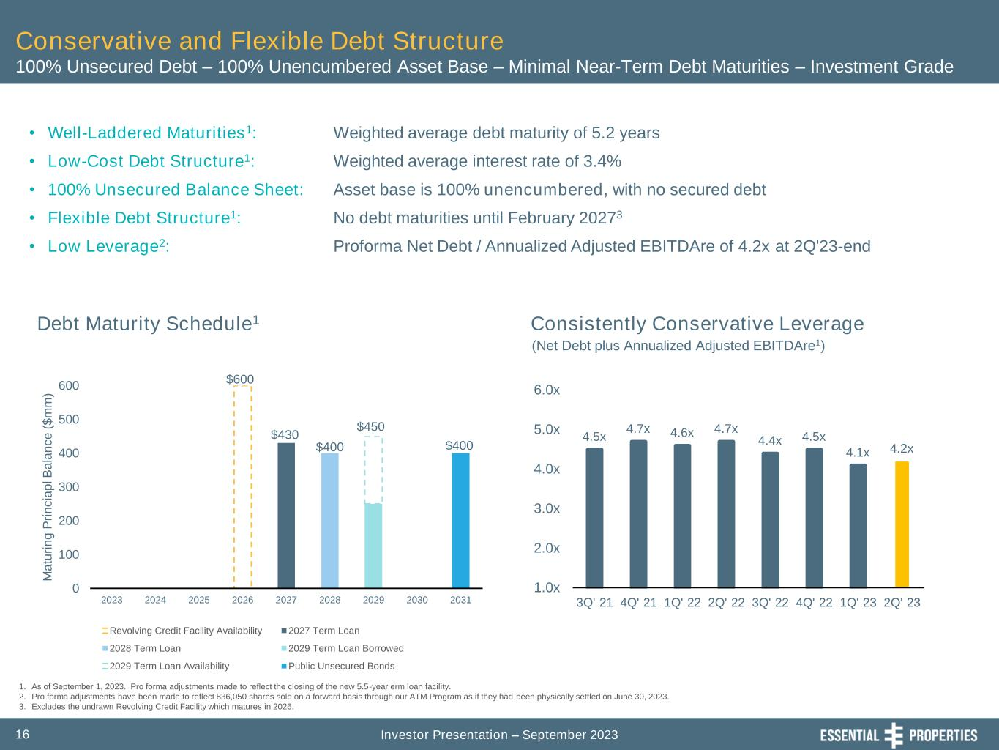 Conservative and Flexible Debt Structure
100% Unsecured Debt – 100% Unencumbered Asset Base – Minimal Near-Term Debt Maturities – Investment Grade
• Well-Laddered Maturities¹: Weighted average debt maturity of 5.2 years
• Low-Cost Debt Structure¹: Weighted average interest rate of 3.4%
• 100% Unsecured Balance Sheet: Asset base is 100% unencumbered, with no secured debt
• Flexible Debt Structure¹: No debt maturities until February 2027³
• Low Leverage²: Proforma Net Debt / Annualized Adjusted EBITDAre of 4.2x at 2Q'23-end
Debt Maturity Schedule¹
Maturing Princiapl Balance ($mm)
600
500
400
300
200
100
0
$600
$430
$400
$450
$400
2023 2024 2025 2026 2027 2028 2029 2030 2031
Revolving Credit Facility Availability 2027 Term Loan
2028 Term Loan 2029 Term Loan Borrowed
2029 Term Loan Availability Public Unsecured Bonds
Consistently Conservative Leverage
(Net Debt plus Annualized Adjusted EBITDAre¹)
6.0x
5.0x
4.0x
3.0x
2.0x
1.0x
4.5x 4.7x 4.6x 4.7x 4.4x 4.5x 4.1x 4.2x
3Q' 21 4Q' 21 1Q' 22 2Q' 22 3Q' 22 4Q' 22 1Q' 23 2Q' 23
1. As of September 1, 2023. Pro forma adjustments made to reflect the closing of the new 5.5-year erm loan facility.
2. Pro forma adjustments have been made to reflect 836,050 shares sold on a forward basis through our ATM Program as if they had been physically settled on June 30, 2023.
3. Excludes the undrawn Revolving Credit Facility which matures in 2026.
16 Investor Presentation – September 2023 ESSENTIAL PROPERTIES